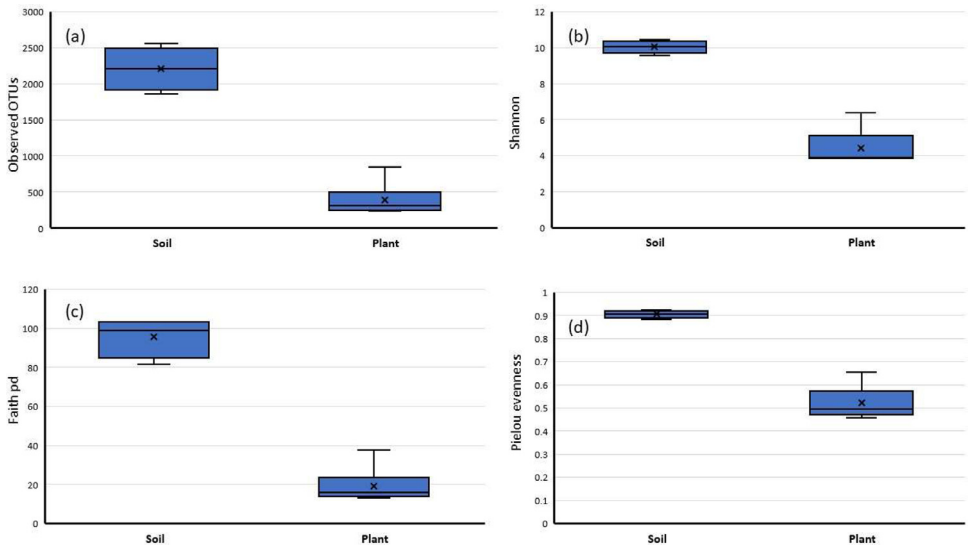 (a)
Observed OTUs
3000
2500
2000
1500
1000
500
0
Soil Plant
(b)
Shannon
12
10
8
6
4
2
0
Soil Plant
(c)
Faith pd
120
100
80
60
40
20
0
Soil Plant
(d)
Pielou evenness
1
0.9
0.8
0.7
0.6
0.5
0.4
0.3
0.2
0.1
0
Soil Plant